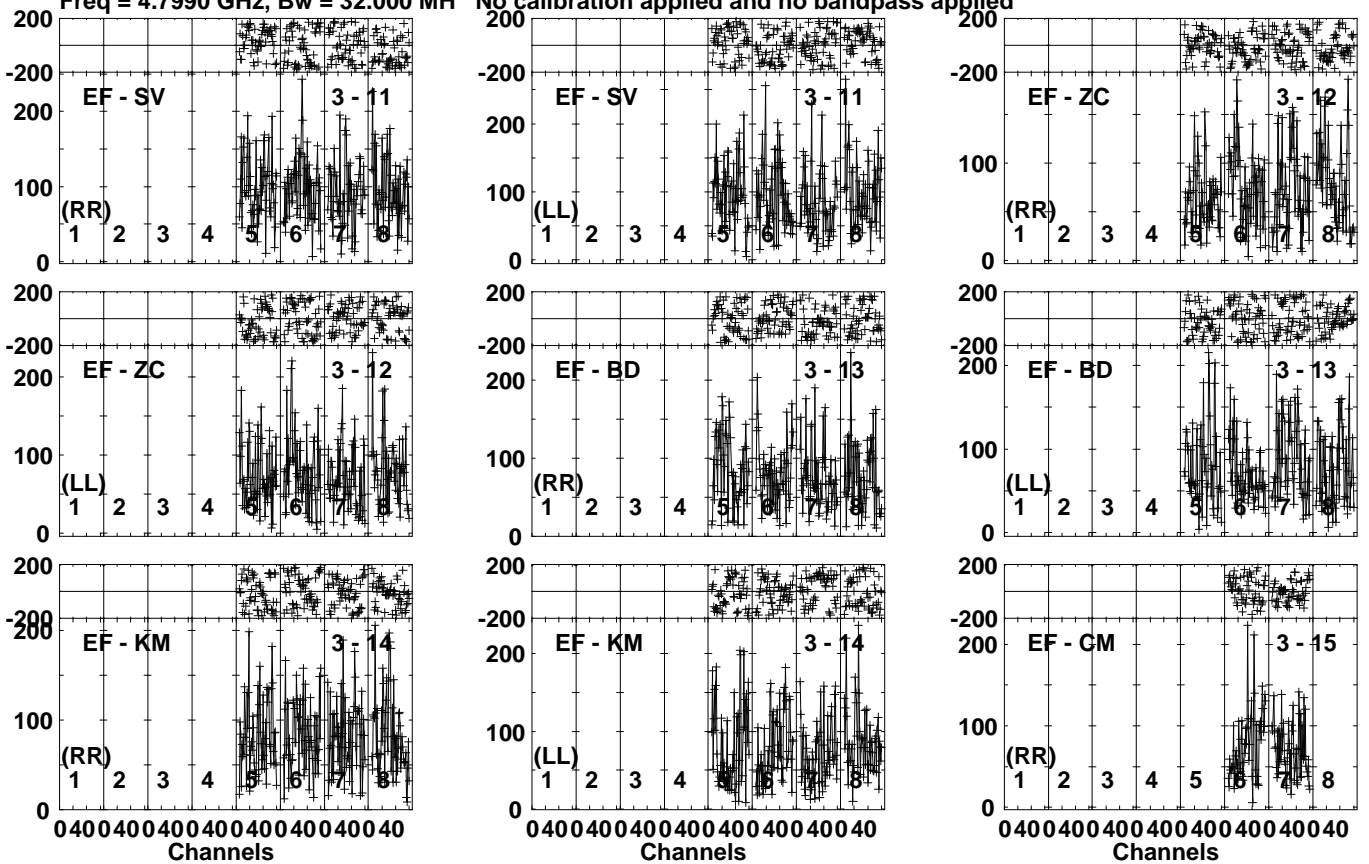 Freq = 4.7990 GHz, Bw = 32.000 MH No calibration applied and no bandpass applied
200
-200
EF - SV 3 - 11
200
100
0
(RR)
1 2 3 4 5 6 7 8
200
-200
EF - SV 3 - 11
200
100
0
(LL)
1 2 3 4 5 6 7 8
200
-200
EF - ZC 3 - 12
200
100
0
(RR)
1 2 3 4 5 6 7 8
200
-200
EF - ZC 3 - 12
200
100
0
(LL)
1 2 3 4 5 6 7 8
200
-200
EF - BD 3 - 13
200
100
0
(RR)
1 2 3 4 5 6 7 8
200
-200
EF - BD 3 - 13
200
100
0
(LL)
1 2 3 4 5 6 7 8
200
-200
EF - KM 3 - 14
200
100
0
(RR)
1 2 3 4 5 6 7 8
200
-200
EF - KM 3 - 14
200
100
0
(LL)
1 2 3 4 5 6 7 8
200
-200
EF - CM 3 - 15
200
100
0
(RR)
1 2 3 4 5 6 7 8
0 40 0 40 0 40 0 40 0 40 0 40 0 40 0 40
Channels
0 40 0 40 0 40 0 40 0 40 0 40 0 40 0 40
Channels
0 40 0 40 0 40 0 40 0 40 0 40 0 40 0 40
Channels